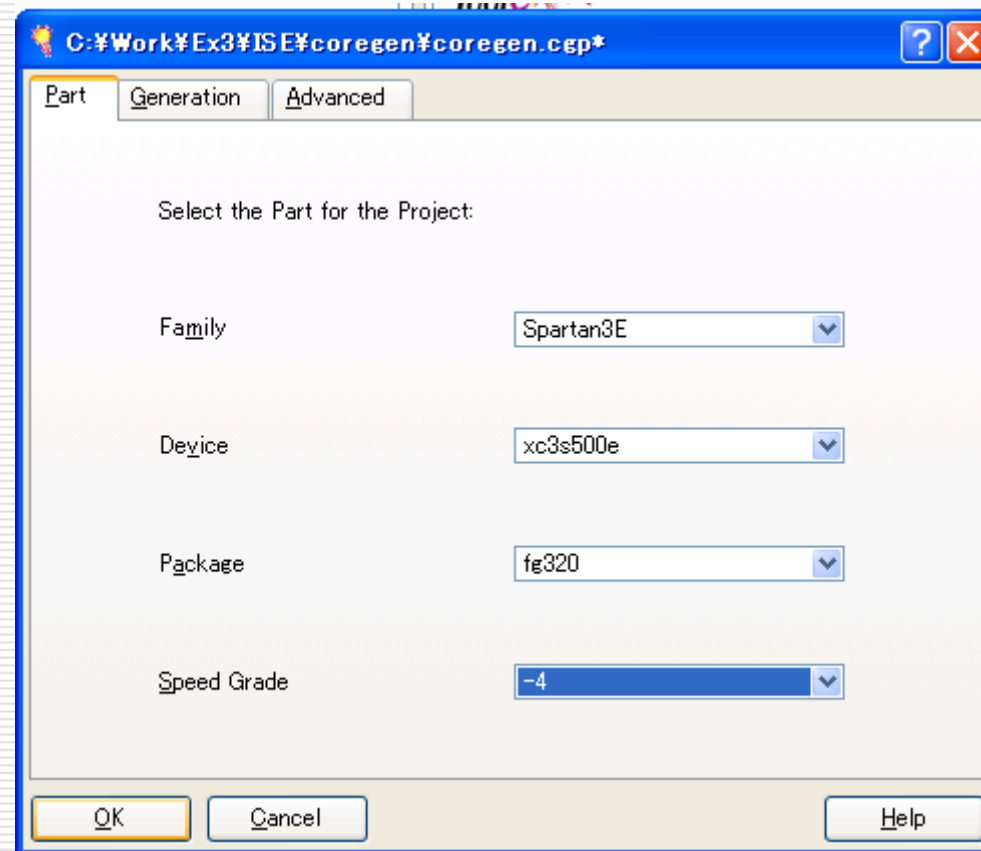 C:¥Work¥Ex3¥ISE¥coregen¥coregen.cgp*
Part Generation Advanced
Select the Part for the Project:
Family Spartan3E
Device xc3s500e
Package fg320
Speed Grade -4
OK Cancel Help